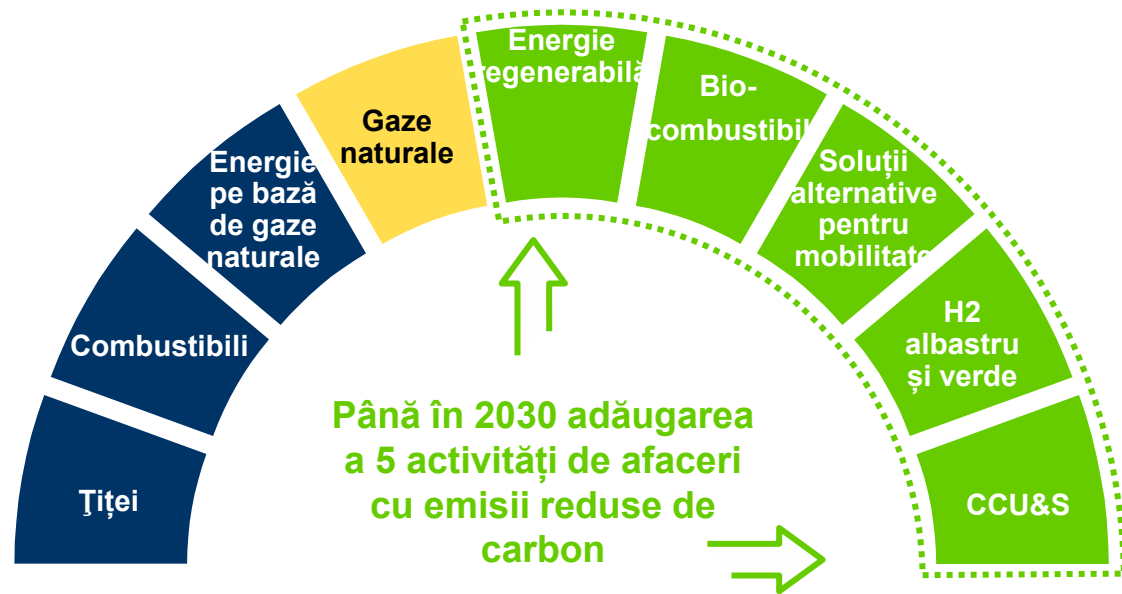 Țiței
Combustibili
Energie
pe bază
de gaze
naturale
Gaze
naturale
Energie
regenerabilă
Bio-
combustibil
Soluții
alternative
pentru
mobilitate
H2
albastru
și verde
CCU&S
Până în 2030 adăugarea
a 5 activități de afaceri
cu emisii reduse de
carbon